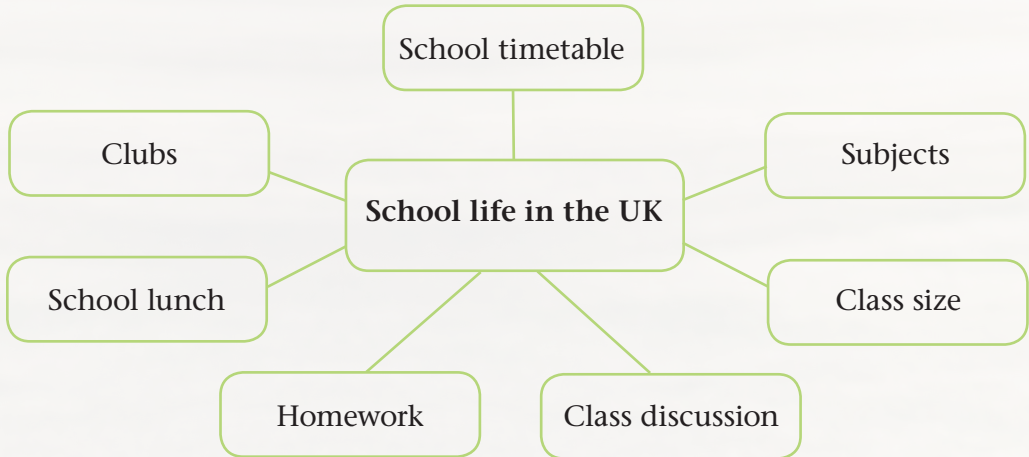 School timetable
Clubs
Subjects
School life in the UK
School lunch
Class size
Homework
Class discussion